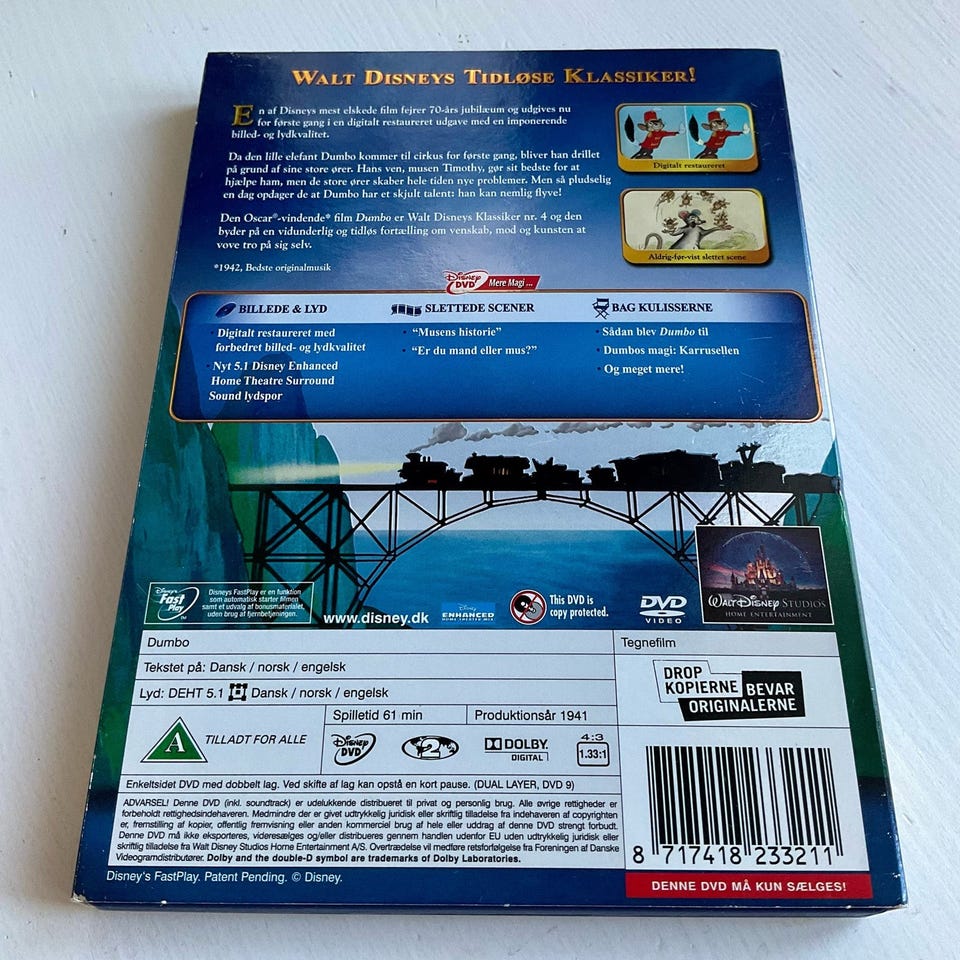 WALT DISNEYS TIDLØSE KLASSIKER!
En af Disneys mest elskede film fejrer 70-års jubilæum og udgives nu
for første gang i en digitalt restaureret udgave med en imponerende
billed- og lydkvalitet.
Da den lille elefant Dumbo kommer til cirkus for første gang, bliver han drillet
på grund af sine store ører. Hans ven, musen Timothy, gør sit bedste for at
hjælpe ham, men de store ører skaber hele tiden nye problemer. Men så pludselig
en dag opdager de at Dumbo har et skjult talent: han kan nemlig flyve!
Den Oscar®-vindende* film Dumbo er Walt Disneys Klassiker nr. 4 og den
byder på en vidunderlig og tidløs fortælling om venskab, mod og kunsten at
vove tro på sig selv.
*1942, Bedste originalmusik
Digitalt restaureret
Aldrig-før-vist slettet scene
Disney DVD Mere Magi...
BILLEDE & LYD
· Digitalt restaureret med
forbedret billed- og lydkvalitet
· Nyt 5.1 Disney Enhanced
Home Theatre Surround
Sound lydspor
SLETTEDE SCENER
· "Musens historie"
· "Er du mand eller mus?"
BAG KULISSERNE
· Sådan blev Dumbo til
· Dumbos magi: Karrusellen
· Og meget mere!
Disney's Fast Play ™
Disneys FastPlay er en funktion
som automatisk starter filmen
samt et udvalg af bonusmaterialet,
uden brug af fjernbetjeningen.
www.disney.dk
Disney ENHANCED
HOME THEATER MIX
This DVD is
copy protected.
DVD
VIDEO
WALT DISNEY STUDIOS
HOME ENTERTAINMENT
Dumbo
Tegnefilm
Tekstet på: Dansk / norsk / engelsk
Lyd: DEHT 5.1 Dansk / norsk / engelsk
DROP
KOPIERNE
BEVAR
ORIGINALERNE
A
TILLADT FOR ALLE
Spilletid 61 min
Produktionsår 1941
Disney DVD
2
DOLBY
DIGITAL
4:3
1.33:1
Enkeltsidet DVD med dobbelt lag. Ved skifte af lag kan opstå en kort pause. (DUAL LAYER, DVD 9)
ADVARSEL! Denne DVD (inkl. soundtrack) er udelukkende distribueret til privat og personlig brug. Alle øvrige rettigheder er
forbeholdt rettighedsindehaveren. Medmindre der er givet udtrykkelig juridisk eller skriftlig tilladelse fra indehaveren af copyrighten
er, fremstilling af kopier, offentlig fremvisning eller anden kommerciel brug af hele eller uddrag af denne DVD strengt forbudt.
Denne DVD må ikke eksporteres, videresælges og/eller distribueres gennem handlen udenfor EU uden udtrykkelig juridisk eller
skriftlig tilladelse fra Walt Disney Studios Home Entertainment A/S. Overtrædelse vil medføre retsforfølgelse fra Foreningen af Danske
Videogramdistributører. Dolby and the double-D symbol are trademarks of Dolby Laboratories.
8 717418 233211
DENNE DVD MÅ KUN SÆLGES!
Disney's FastPlay. Patent Pending. © Disney.